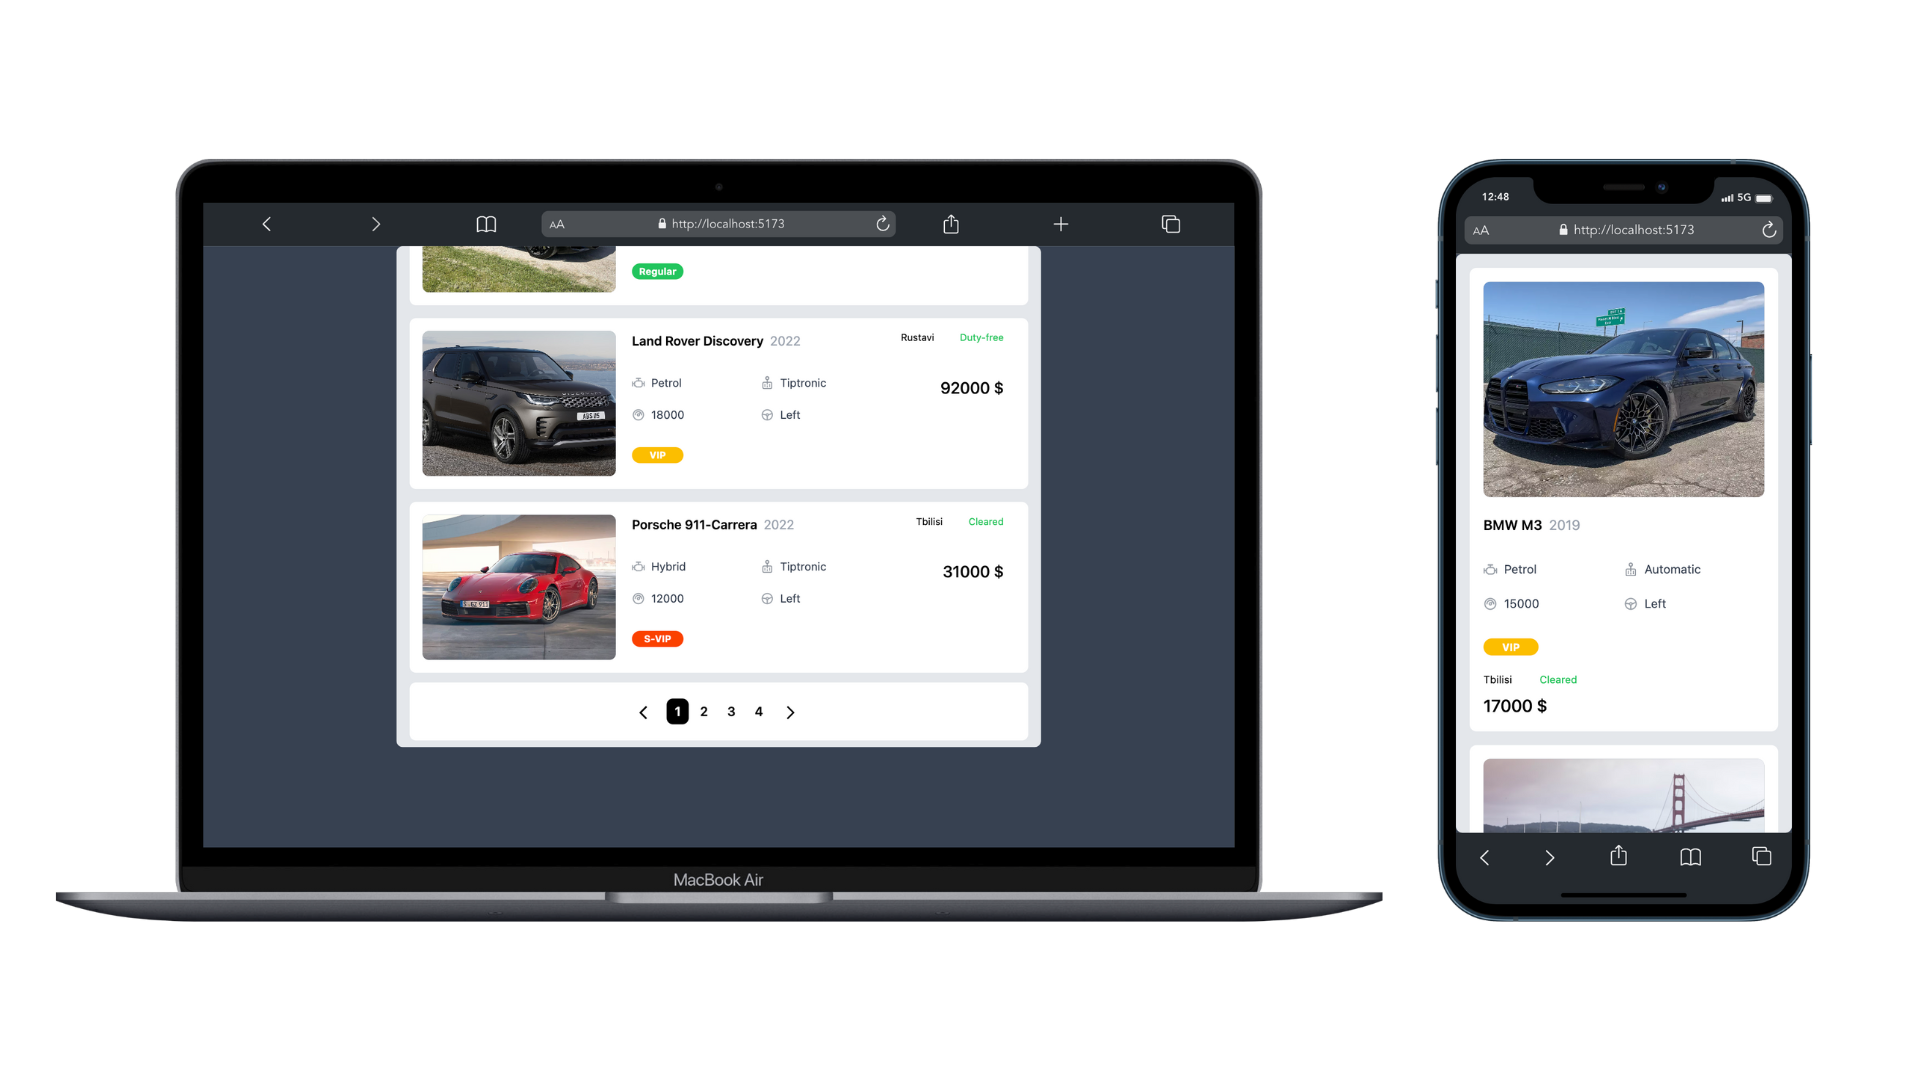 AA
http://localhost:5173
Regular
Land Rover Discovery 2022
Rustavi Duty-free
Petrol Tiptronic
92000 $
18000 Left
VIP
Porsche 911-Carrera 2022
Tbilisi Cleared
Hybrid Tiptronic
31000 $
12000 Left
S-VIP
1 2 3 4
MacBook Air
12:48 5G
AA
http://localhost:5173
BMW M3 2019
Petrol Automatic
15000 Left
VIP
Tbilisi Cleared
17000 $